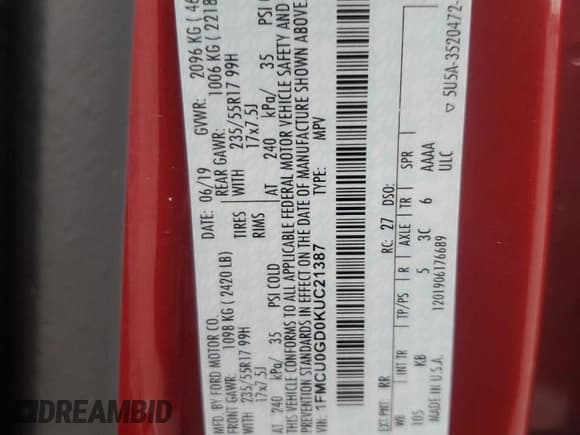 MFD. BY FORD MOTOR CO.
DATE: 06/19 GVWR: 2096 KG (46
FRONT GAWR: 1098 KG (2420 LB) REAR GAWR: 1006 KG (2218
WITH TIRES WITH
235/55R17 99H 235/55R17 99H
17x7.5J RIMS 17x7.5J
AT 240 kPa/ 35 PSI COLD AT 240 kPa/ 35 PSI CO
THIS VEHICLE CONFORMS TO ALL APPLICABLE FEDERAL MOTOR VEHICLE SAFETY AND
PREVENTION STANDARDS IN EFFECT ON THE DATE OF MANUFACTURE SHOWN ABOVE.
VIN: 1FMCU0GD0KUC21387 TYPE: MPV
EXT PNT: RR RC: 27 DSO:
WB INT TR TP/PS R AXLE TR SPR
105 KB 5 3C 6 AAAA
MADE IN U.S.A. 1201906176689 ULC
▽ 5U5A-3520472-
DREAMBID